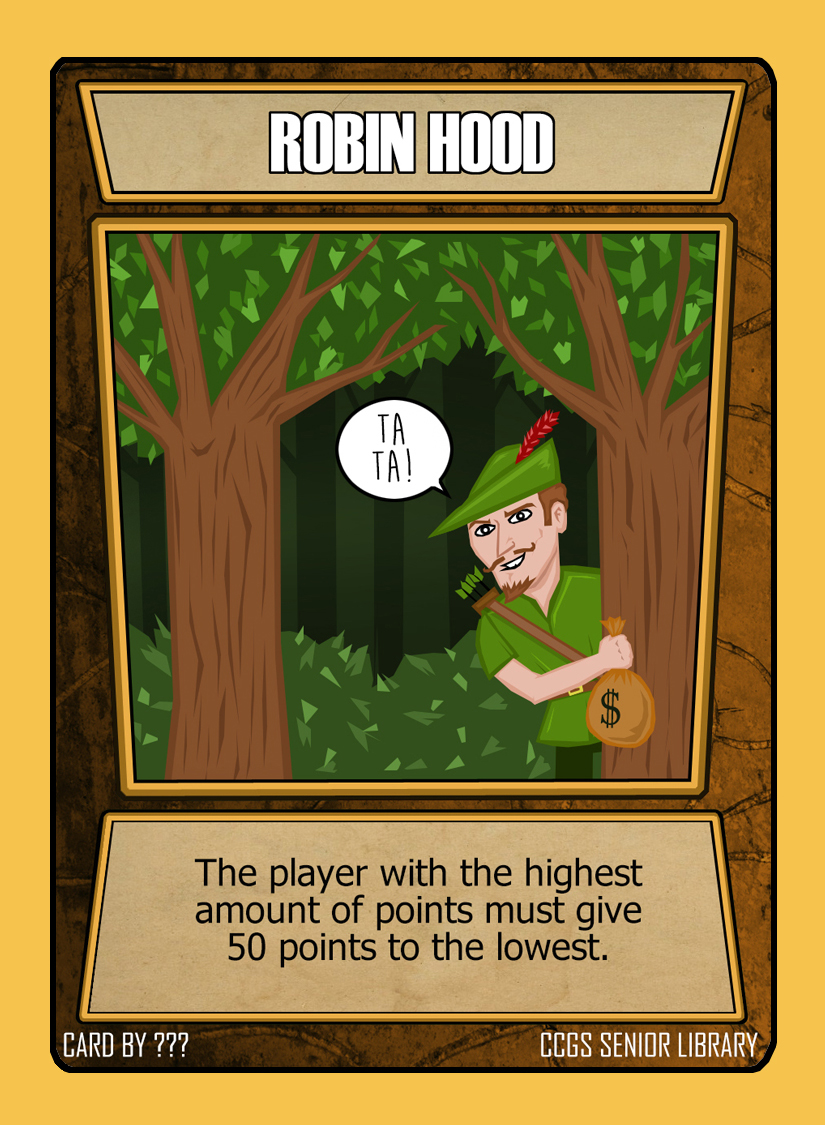 ROBIN HOOD
TA
TA!
$
The player with the highest
amount of points must give
50 points to the lowest.
CARD BY ???
CCGS SENIOR LIBRARY